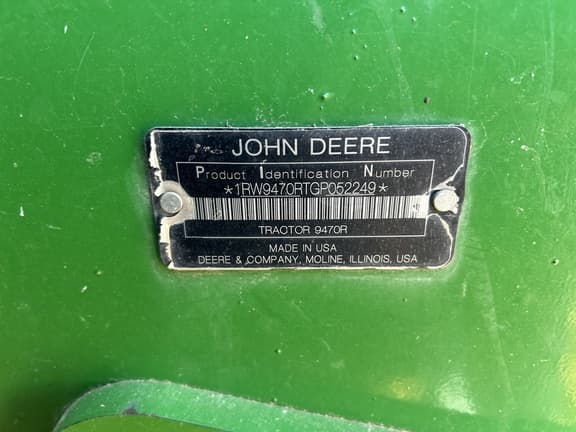 JOHN DEERE
Product Identification Number
*1RW9470RTGP052249*
TRACTOR 9470R
MADE IN USA
DEERE & COMPANY, MOLINE, ILLINOIS, USA